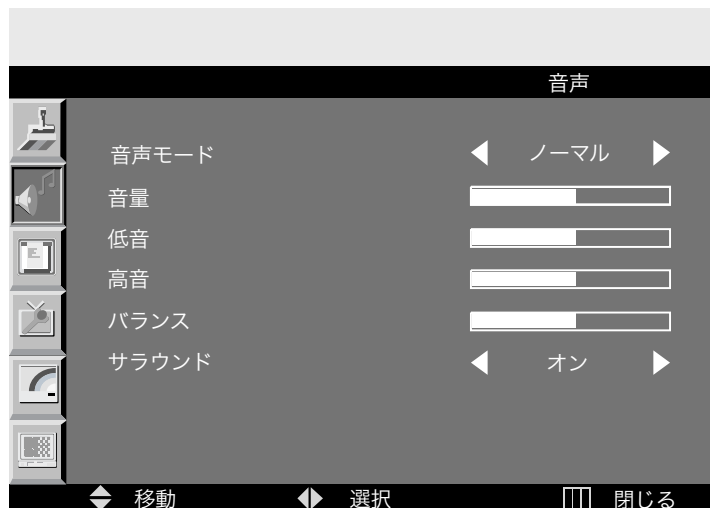 音声
音声モード ノーマル
音量
低音
高音
バランス
サラウンド オン
移動 選択 閉じる